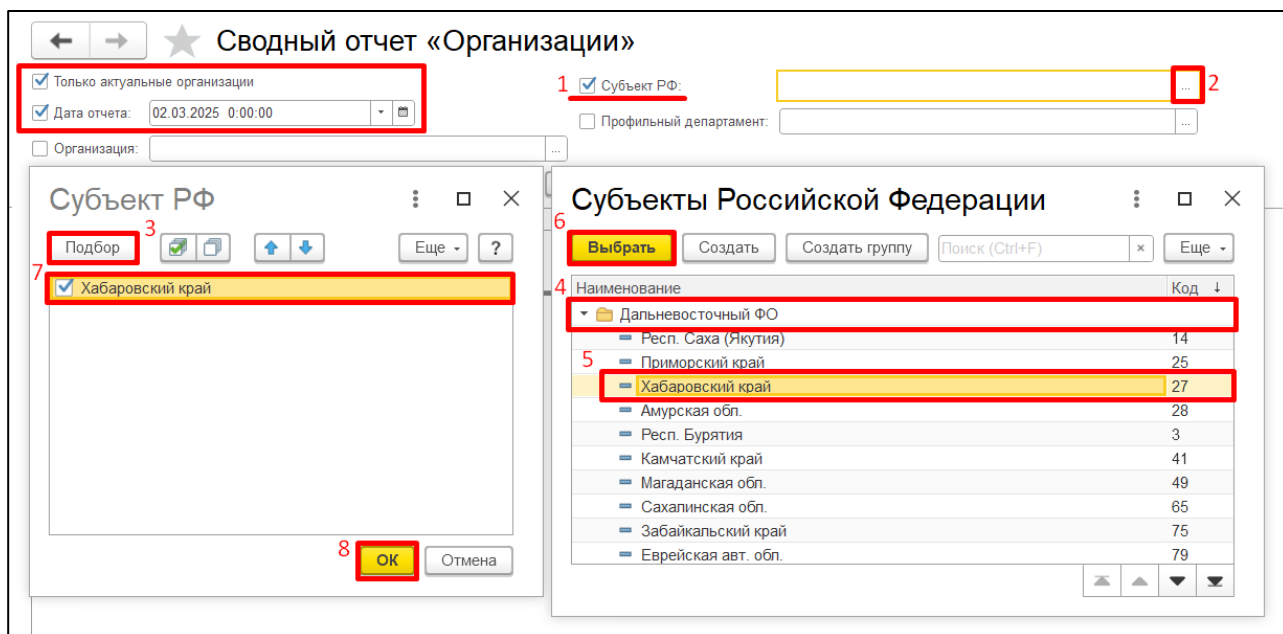 Сводный отчет «Организации»
Только актуальные организации
1 Субъект РФ: ... 2
Дата отчета: 02.03.2025 0:00:00
Профильный департамент: ...
Организация: ...
Субъект РФ
3
Подбор Еще ?
7
Хабаровский край
8
ОК Отмена
Субъекты Российской Федерации
6
Выбрать Создать Создать группу Поиск (Ctrl+F) × Еще
4 Наименование Код ↓
Дальневосточный ФО
Респ. Саха (Якутия) 14
5 Приморский край 25
Хабаровский край 27
Амурская обл. 28
Респ. Бурятия 3
Камчатский край 41
Магаданская обл. 49
Сахалинская обл. 65
Забайкальский край 75
Еврейская авт. обл. 79